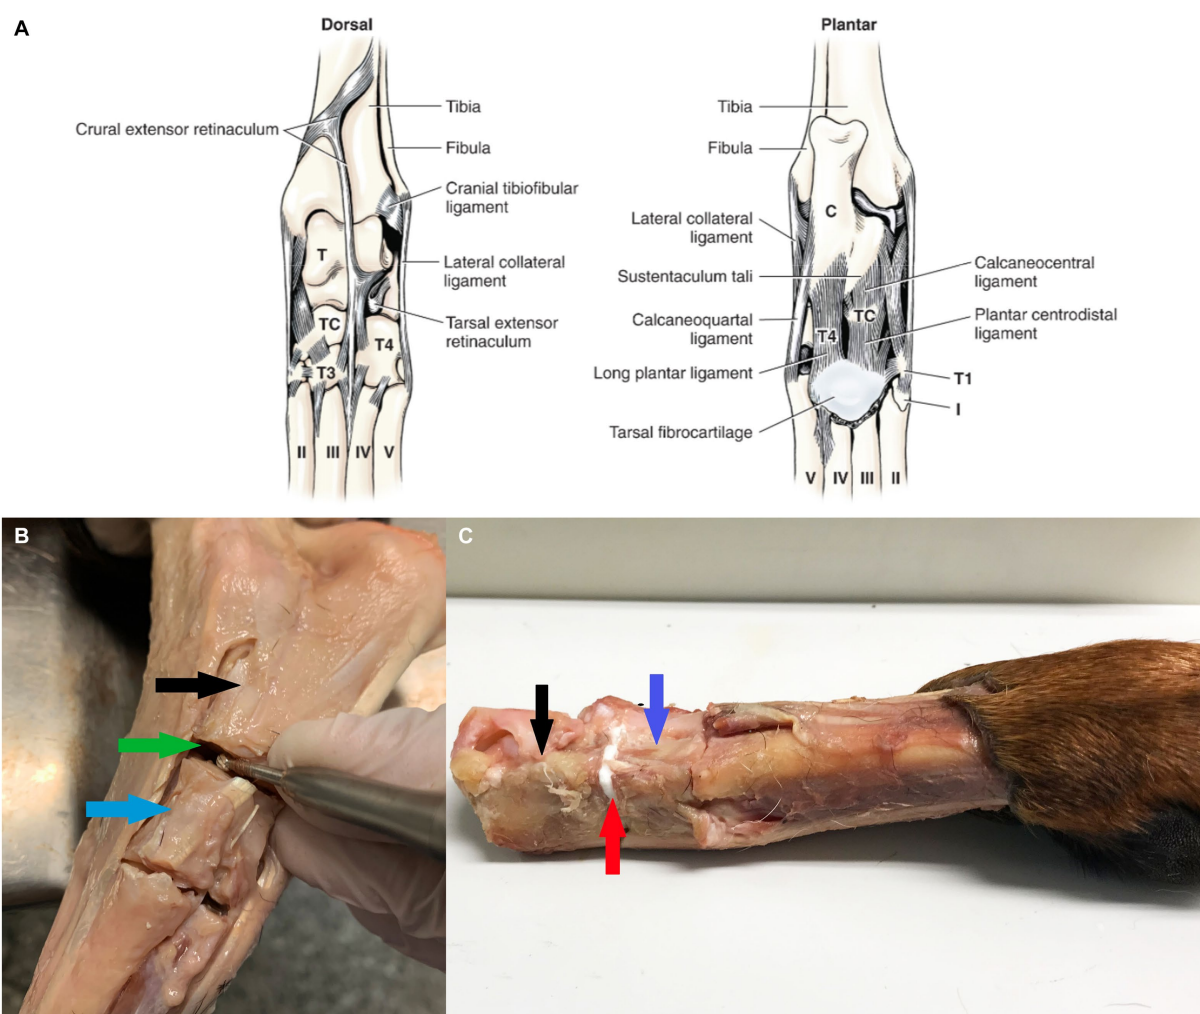 A
Dorsal
Crural extensor retinaculum
Tibia
Fibula
Cranial tibiofibular
ligament
Lateral collateral
ligament
Tarsal extensor
retinaculum
T
TC
T4
T3
II
III
IV
V
Plantar
Tibia
Fibula
C
Lateral collateral
ligament
Sustentaculum tali
Calcaneoquartal
ligament
Long plantar ligament
Tarsal fibrocartilage
Calcaneocentral
ligament
Plantar centrodistal
ligament
TC
T4
T1
I
V
IV
III
II
B
C